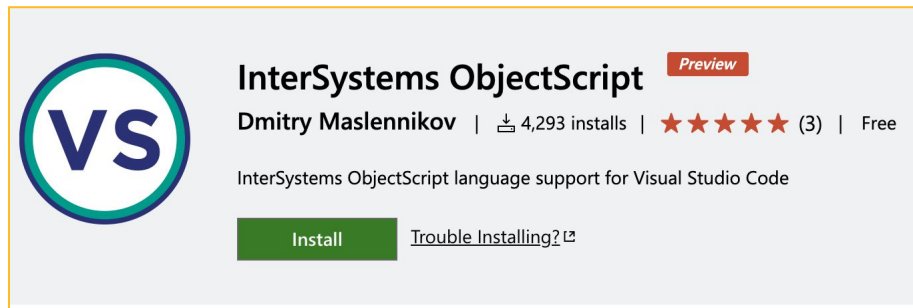 VS
InterSystems ObjectScript Preview
Dmitry Maslennikov | 4,293 installs | ★★★★★ (3) | Free
InterSystems ObjectScript language support for Visual Studio Code
Install Trouble Installing?